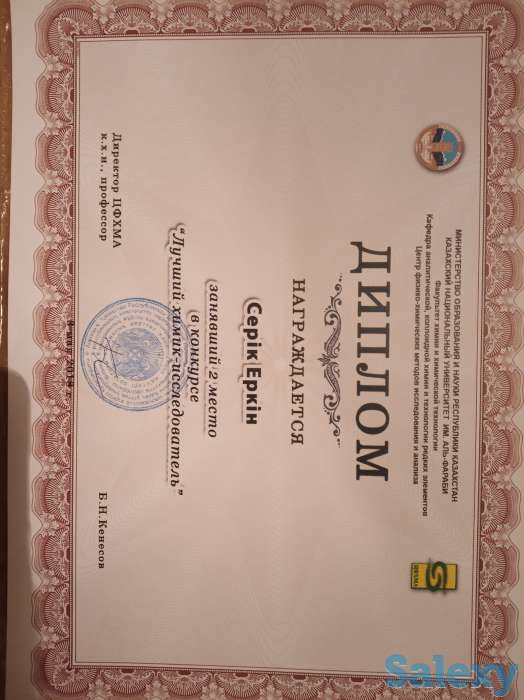 МИНИСТЕРСТВО ОБРАЗОВАНИЯ И НАУКИ РЕСПУБЛИКИ КАЗАХСТАН
КАЗАХСКИЙ НАЦИОНАЛЬНЫЙ УНИВЕРСИТЕТ ИМ. АЛЬ-ФАРАБИ
Факультет химии и химической технологии
Кафедра аналитической, коллоидной химии и технологии редких элементов
Центр физико-химических методов исследования и анализа
ЦФХМА
ДИПЛОМ
НАГРАЖДАЕТСЯ
Серік Еркін
занявший 2 место
в конкурсе
"Лучший химик-исследователь"
Директор ЦФХМА
к.х.н., профессор
Б.Н.Кенесов
Salexy